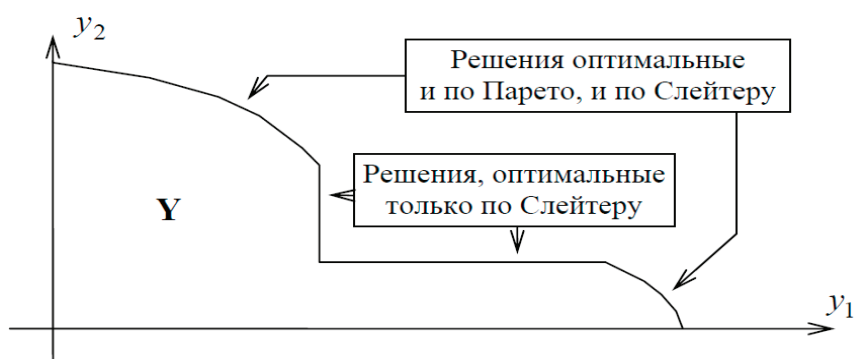 y2
Решения оптимальные
и по Парето, и по Слейтеру
Решения, оптимальные
только по Слейтеру
Y
y1